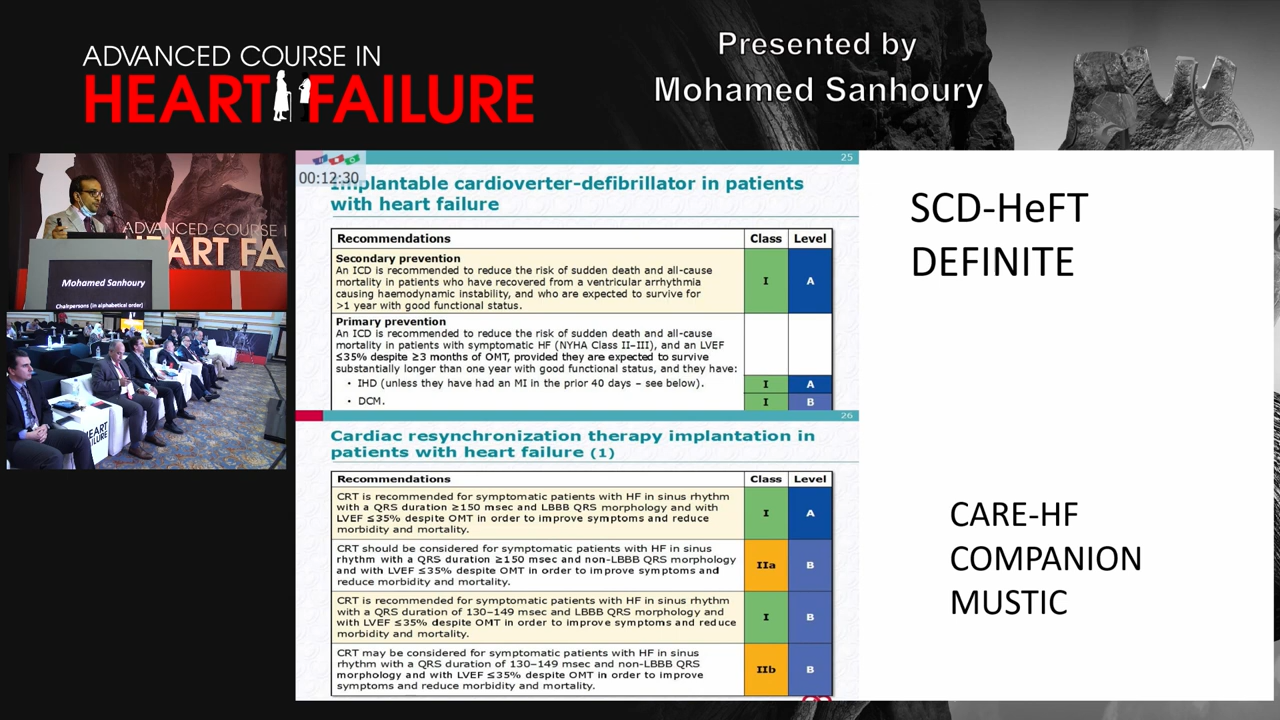 ADVANCED COURSE IN
HEART FAILURE
Presented by
Mohamed Sanhoury
ADVANCED COURSE
HEART FA
Mohamed Sanhoury
Chairpersons (in alphabetical order)
HEART
FAILURE
25
00:12:30
Implantable cardioverter-defibrillator in patients
with heart failure
Recommendations Class Level
Secondary prevention
An ICD is recommended to reduce the risk of sudden death and all-cause
mortality in patients who have recovered from a ventricular arrhythmia
causing haemodynamic instability, and who are expected to survive for
>1 year with good functional status.
I A
Primary prevention
An ICD is recommended to reduce the risk of sudden death and all-cause
mortality in patients with symptomatic HF (NYHA Class II–III), and an LVEF
≤35% despite ≥3 months of OMT, provided they are expected to survive
substantially longer than one year with good functional status, and they have:
• IHD (unless they have had an MI in the prior 40 days – see below). I A
• DCM. I B
26
Cardiac resynchronization therapy implantation in
patients with heart failure (1)
Recommendations Class Level
CRT is recommended for symptomatic patients with HF in sinus rhythm
with a QRS duration ≥150 msec and LBBB QRS morphology and with
LVEF ≤35% despite OMT in order to improve symptoms and reduce
morbidity and mortality.
I A
CRT should be considered for symptomatic patients with HF in sinus
rhythm with a QRS duration ≥150 msec and non-LBBB QRS morphology
and with LVEF ≤35% despite OMT in order to improve symptoms and
reduce morbidity and mortality.
IIa B
CRT is recommended for symptomatic patients with HF in sinus rhythm
with a QRS duration of 130–149 msec and LBBB QRS morphology and
with LVEF ≤35% despite OMT in order to improve symptoms and reduce
morbidity and mortality.
I B
CRT may be considered for symptomatic patients with HF in sinus
rhythm with a QRS duration of 130–149 msec and non-LBBB QRS
morphology and with LVEF ≤35% despite OMT in order to improve
symptoms and reduce morbidity and mortality.
IIb B
SCD-HeFT
DEFINITE
CARE-HF
COMPANION
MUSTIC